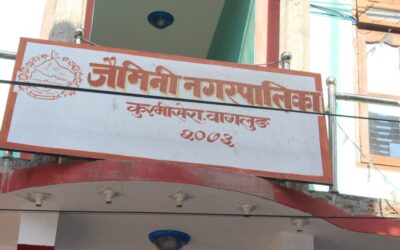 जैमिनी नगरपालिका
कुश्मीसेरा, बागलुङ
२०७३